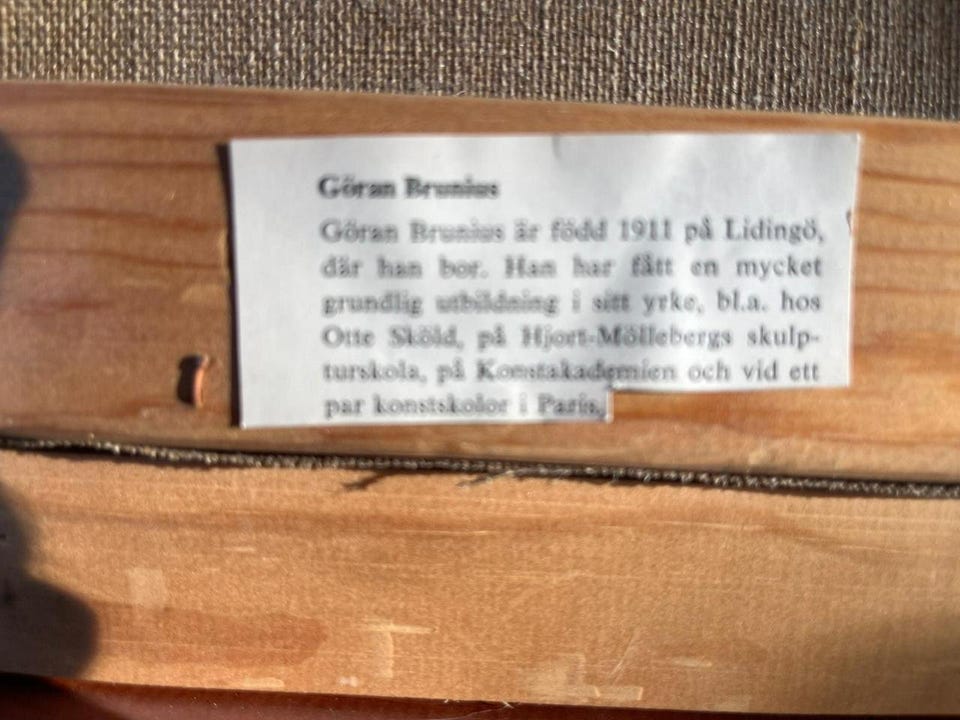 Göran Brunius
Göran Brunius är född 1911 på Lidingö,
där han bor. Han har fått en mycket
grundlig utbildning i sitt yrke, bl.a. hos
Otte Sköld, på Hjort-Möllebergs skulp-
turskola, på Konstakademien och vid ett
par konstskolor i Paris.